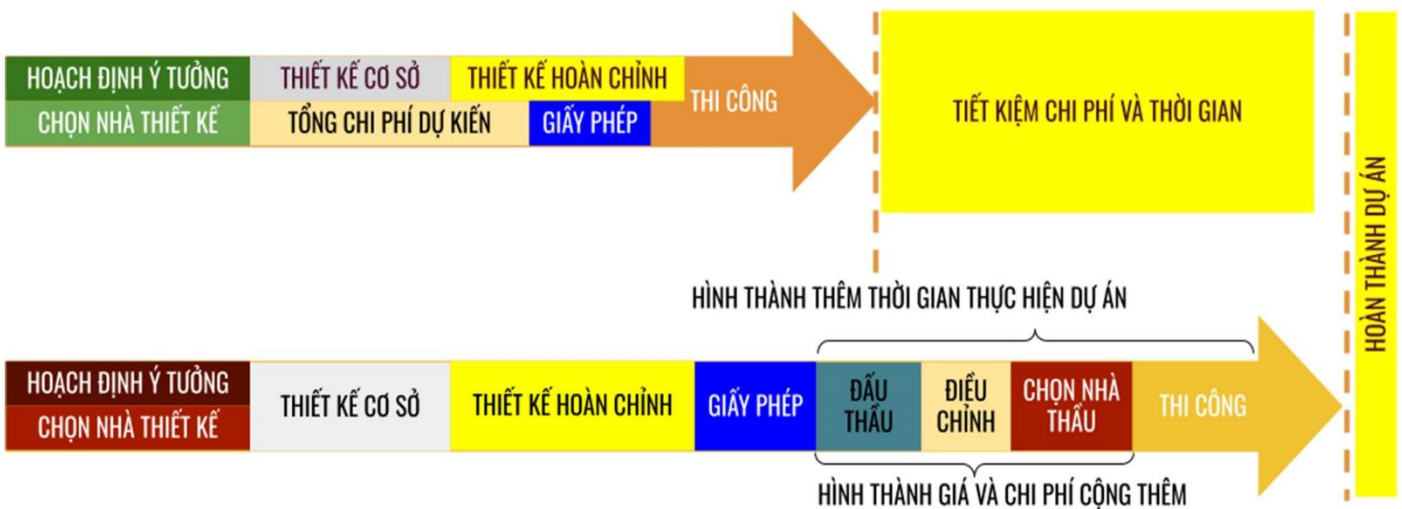 HOẠCH ĐỊNH Ý TƯỞNG
THIẾT KẾ CƠ SỞ
THIẾT KẾ HOÀN CHỈNH
CHỌN NHÀ THIẾT KẾ
TỔNG CHI PHÍ DỰ KIẾN
GIẤY PHÉP
THI CÔNG
TIẾT KIỆM CHI PHÍ VÀ THỜI GIAN
HOÀN THÀNH DỰ ÁN
HÌNH THÀNH THÊM THỜI GIAN THỰC HIỆN DỰ ÁN
HOẠCH ĐỊNH Ý TƯỞNG
CHỌN NHÀ THIẾT KẾ
THIẾT KẾ CƠ SỞ
THIẾT KẾ HOÀN CHỈNH
GIẤY PHÉP
ĐẤU
THẦU
ĐIỀU
CHỈNH
CHỌN NHÀ
THẦU
THI CÔNG
HÌNH THÀNH GIÁ VÀ CHI PHÍ CỘNG THÊM